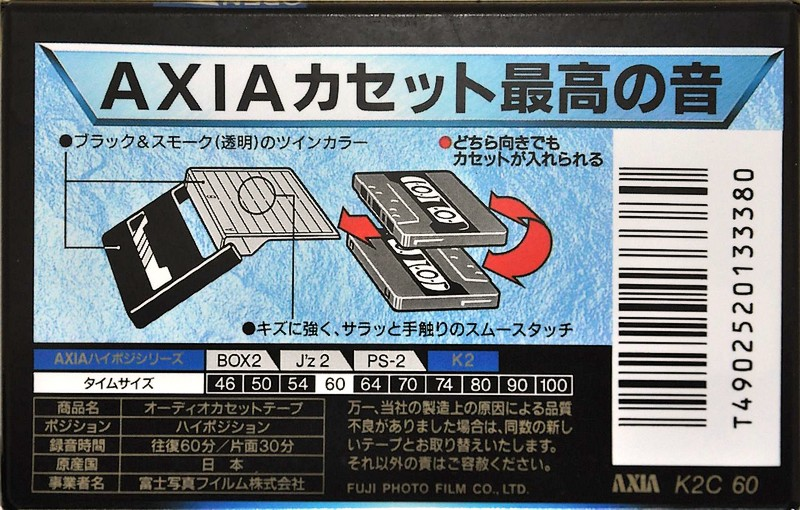 AXIAカセット最高の音
●ブラック&スモーク(透明)のツインカラー
●どちら向きでも
カセットが入れられる
●キズに強く、サラッと手触りのスムースタッチ
T4902520133380
AXIAハイポジシリーズ BOX2 J'z 2 PS-2 K2
タイムサイズ 46 50 54 60 64 70 74 80 90 100
商品名 オーディオカセットテープ
ポジション ハイポジション
録音時間 往復60分/片面30分
原産国 日本
事業者名 富士写真フイルム株式会社
万一、当社の製造上の原因による品質
不良がありました場合は、同数の新し
いテープとお取り替えいたします。
それ以外の責はご容赦ください。
FUJI PHOTO FILM CO., LTD.
AXIA K2C 60